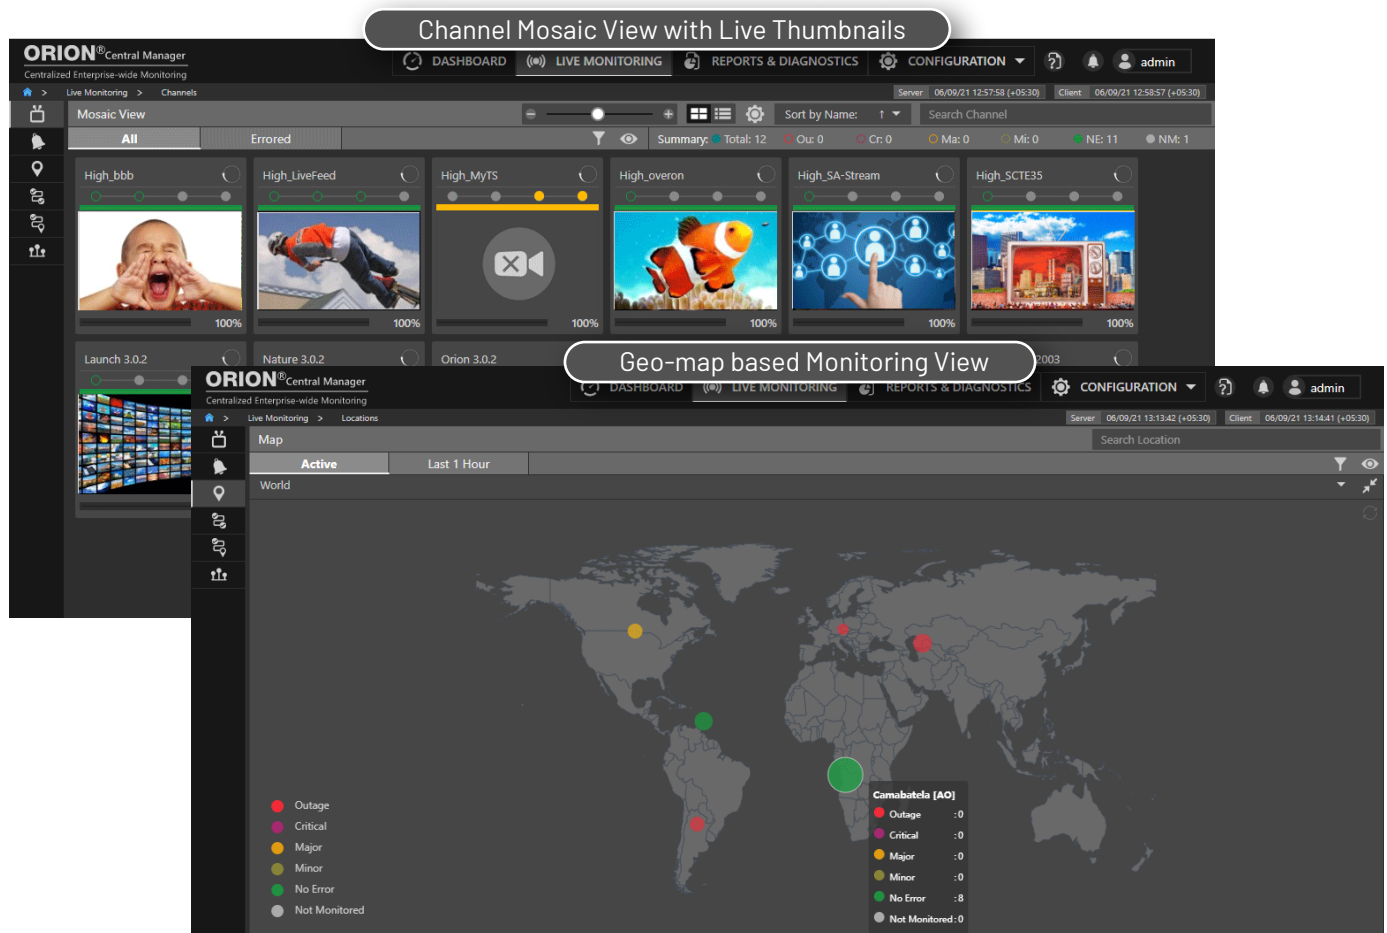 Channel Mosaic View with Live Thumbnails
ORION® Central Manager
Centralized Enterprise-wide Monitoring
DASHBOARD
LIVE MONITORING
REPORTS & DIAGNOSTICS
CONFIGURATION
admin
> Live Monitoring > Channels
Server 06/09/21 12:57:58 (+05:30) Client 06/09/21 12:58:57 (+05:30)
Mosaic View
Sort by Name: ↑
Search Channel
All
Errored
Summary: Total: 12 Ou: 0 Cr: 0 Ma: 0 Mi: 0 NE: 11 NM: 1
High_bbb
High_LiveFeed
High_MyTS
High_overon
High_SA-Stream
High_SCTE35
100%
100%
100%
100%
100%
100%
Launch 3.0.2
Nature 3.0.2
Orion 3.0.2
2003
Geo-map based Monitoring View
ORION® Central Manager
Centralized Enterprise-wide Monitoring
DASHBOARD
LIVE MONITORING
REPORTS & DIAGNOSTICS
CONFIGURATION
admin
> Live Monitoring > Locations
Server 06/09/21 13:13:42 (+05:30) Client 06/09/21 13:14:41 (+05:30)
Map
Search Location
Active
Last 1 Hour
World
Outage
Critical
Major
Minor
No Error
Not Monitored
Camabatela [AO]
Outage :0
Critical :0
Major :0
Minor :0
No Error :8
Not Monitored:0